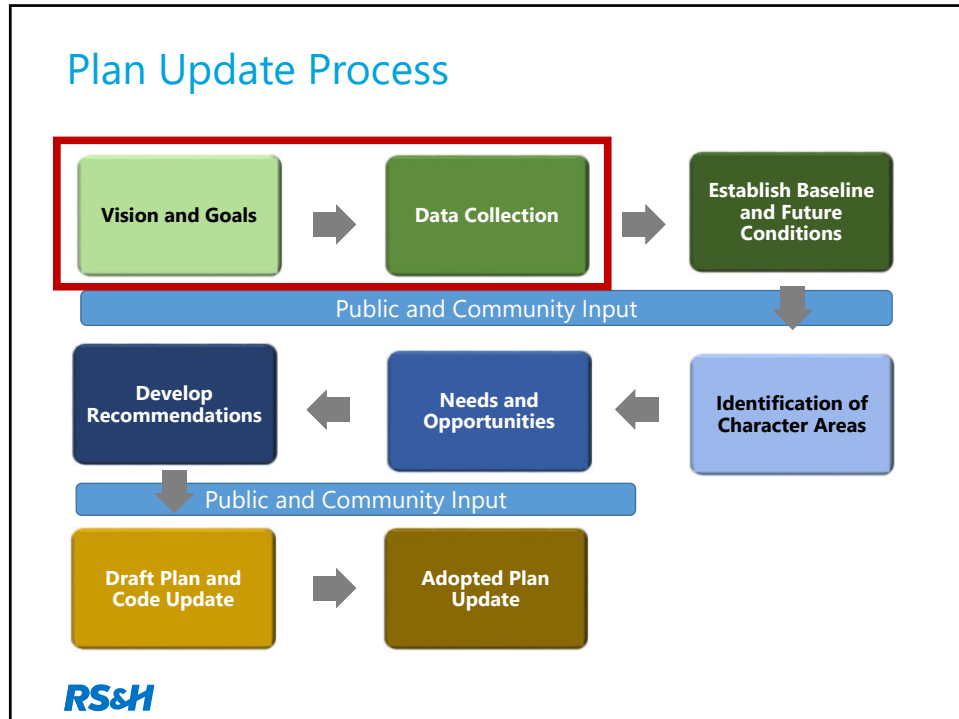 Plan Update Process
Vision and Goals
Data Collection
Establish Baseline
and Future
Conditions
Public and Community Input
Develop
Recommendations
Needs and
Opportunities
Identification of
Character Areas
Public and Community Input
Draft Plan and
Code Update
Adopted Plan
Update
RS&H